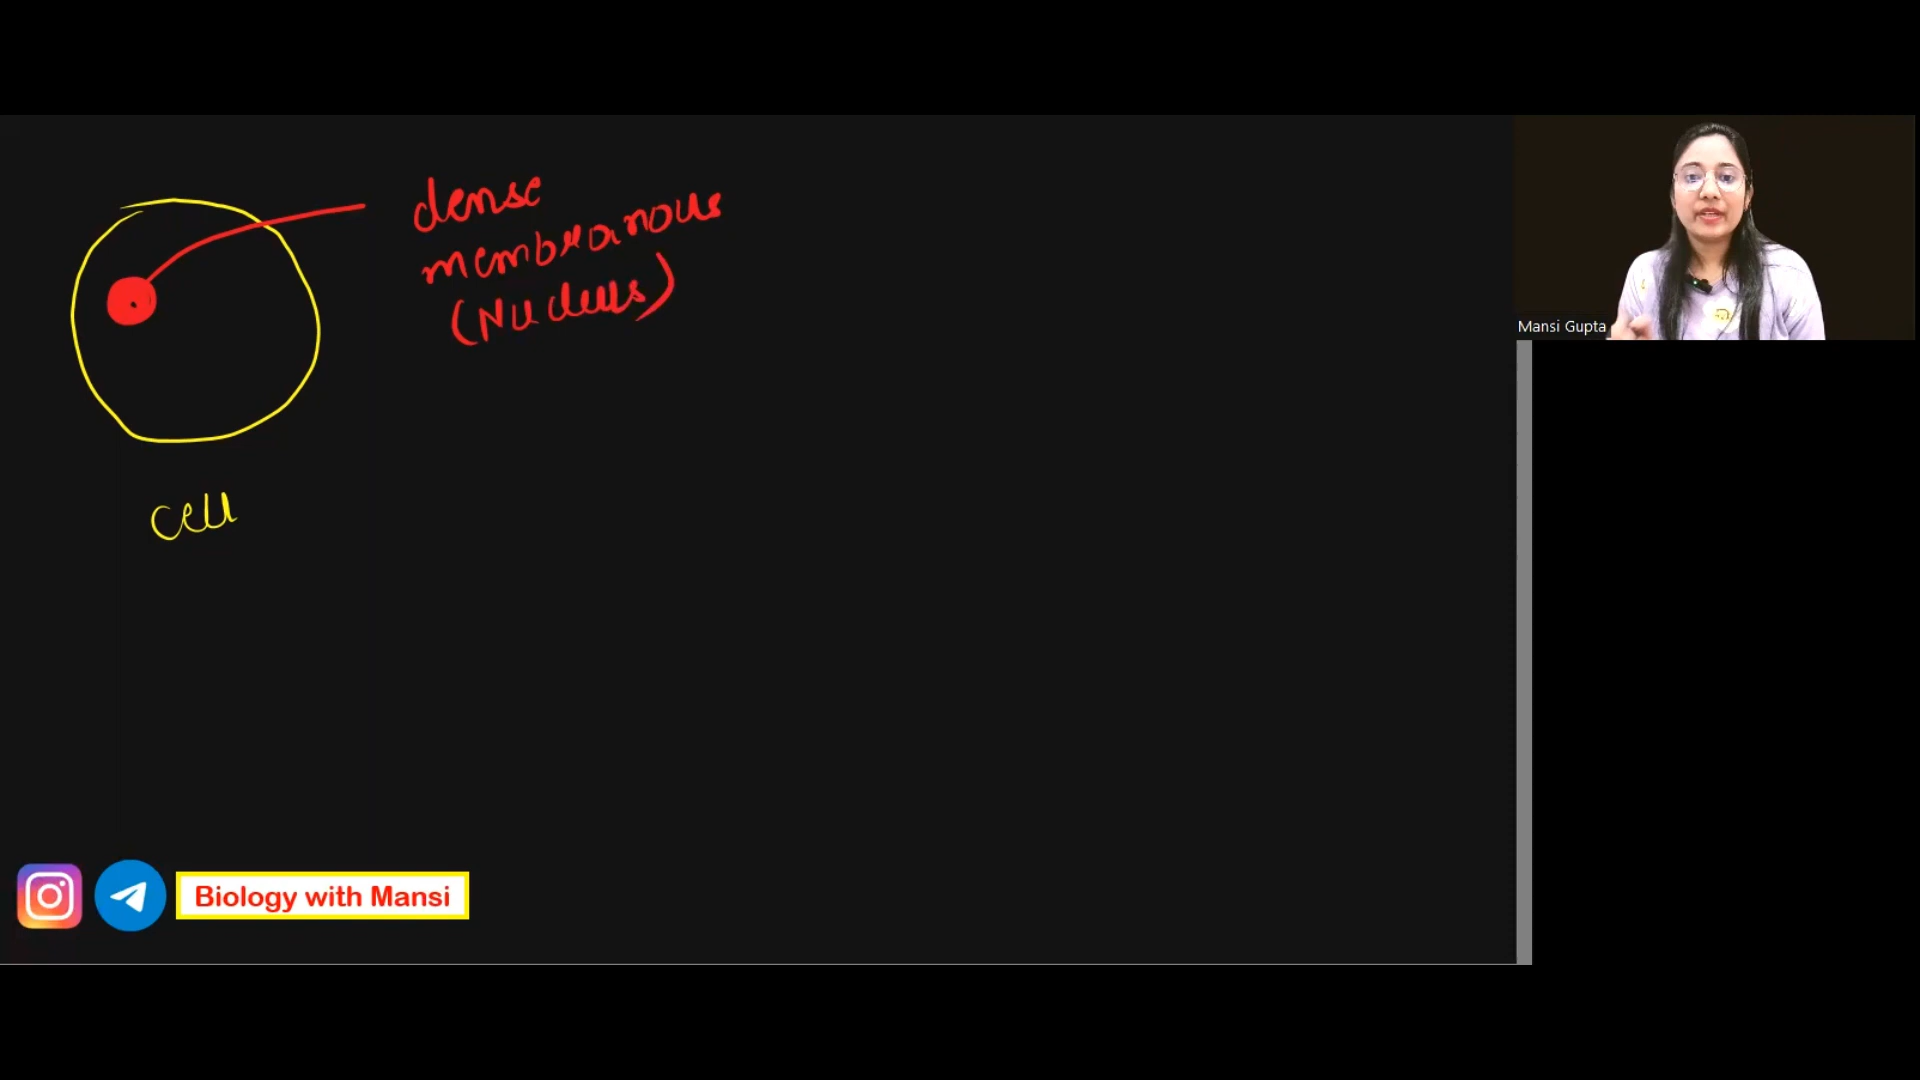 dense
membranous
(Nucleus)
cell
Mansi Gupta
Biology with Mansi